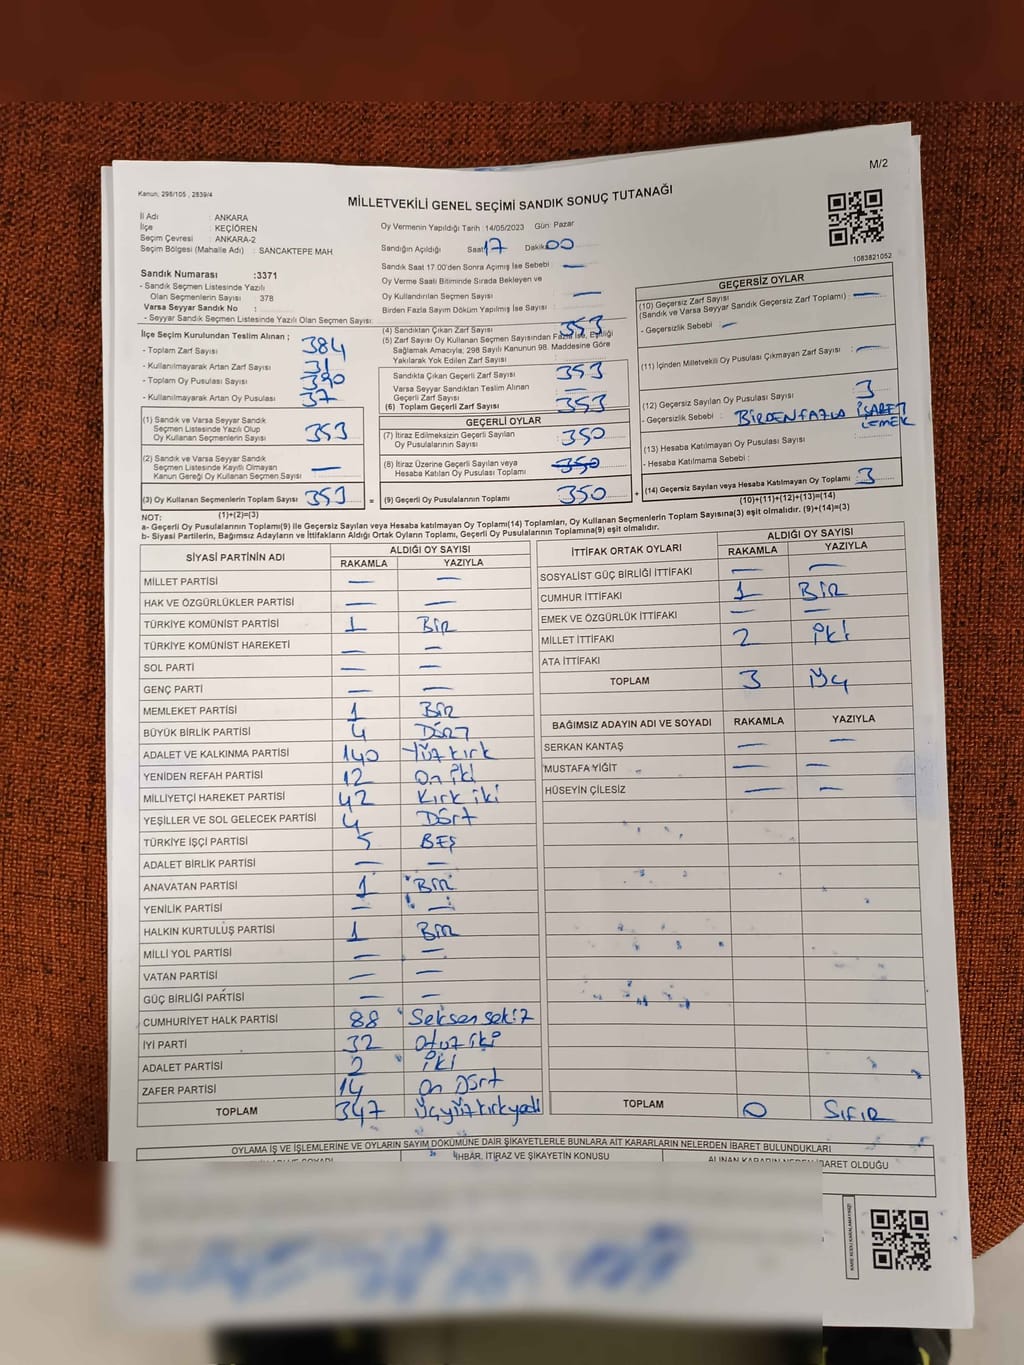 M/2
Kanun, 298/105 , 2839/4
MİLLETVEKİLİ GENEL SEÇİMİ SANDIK SONUÇ TUTANAĞI
İl Adı : ANKARA
İlçe : KEÇİÖREN
Seçim Çevresi : ANKARA-2
Seçim Bölgesi (Mahalle Adı) : SANCAKTEPE MAH
Sandık Numarası :3371
- Sandık Seçmen Listesinde Yazılı
Olan Seçmenlerin Sayısı : 378
Varsa Seyyar Sandık No :
- Seyyar Sandık Seçmen Listesinde Yazılı Olan Seçmen Sayısı:
Oy Vermenin Yapıldığı Tarih :14/05/2023 Gün: Pazar
Sandığın Açıldığı Saat 17 Dakika 00
Sandık Saat 17.00'den Sonra Açımış İse Sebebi : —
Oy Verme Saati Bitiminde Sırada Bekleyen ve
Oy Kullandırılan Seçmen Sayısı : —
Birden Fazla Sayım Döküm Yapılmış İse Sayısı :
1083821052
İlçe Seçim Kurulundan Teslim Alınan ;
- Toplam Zarf Sayısı : 384
- Kullanılmayarak Artan Zarf Sayısı : 31
- Toplam Oy Pusulası Sayısı : 390
- Kullanılmayarak Artan Oy Pusulası : 37
(1) Sandık ve Varsa Seyyar Sandık
Seçmen Listesinde Yazılı Olup
Oy Kullanan Seçmenlerin Sayısı : 353
(2) Sandık ve Varsa Seyyar Sandık
Seçmen Listesinde Kayıtlı Olmayan
Kanun Gereği Oy Kullanan Seçmen Sayısı : —
(3) Oy Kullanan Seçmenlerin Toplam Sayısı : 353 =
(1)+(2)=(3)
(4) Sandıktan Çıkan Zarf Sayısı : 353
(5) Zarf Sayısı Oy Kullanan Seçmen Sayısından Fazla İse, Eşitliği
Sağlamak Amacıyla; 298 Sayılı Kanunun 98. Maddesine Göre
Yakılarak Yok Edilen Zarf Sayısı :
Sandıkta Çıkan Geçerli Zarf Sayısı : 353
Varsa Seyyar Sandıktan Teslim Alınan
Geçerli Zarf Sayısı : —
(6) Toplam Geçerli Zarf Sayısı : 353
GEÇERLİ OYLAR
(7) İtiraz Edilmeksizin Geçerli Sayılan
Oy Pusulalarının Sayısı : 350
(8) İtiraz Üzerine Geçerli Sayılan veya
Hesaba Katılan Oy Pusulası Toplamı : 350
(9) Geçerli Oy Pusulalarının Toplamı : 350 +
GEÇERSİZ OYLAR
(10) Geçersiz Zarf Sayısı
(Sandık ve Varsa Seyyar Sandık Geçersiz Zarf Toplamı) : —
- Geçersizlik Sebebi : —
(11) İçinden Milletvekili Oy Pusulası Çıkmayan Zarf Sayısı : —
(12) Geçersiz Sayılan Oy Pusulası Sayısı : 3
- Geçersizlik Sebebi : BİRDEN FAZLA İŞARET
LEMEK
(13) Hesaba Katılmayan Oy Pusulası Sayısı :
- Hesaba Katılmama Sebebi :
(14) Geçersiz Sayılan veya Hesaba Katılmayan Oy Toplamı : 3
(10)+(11)+(12)+(13)=(14)
NOT:
a- Geçerli Oy Pusulalarının Toplamı(9) ile Geçersiz Sayılan veya Hesaba katılmayan Oy Toplamı(14) Toplamları, Oy Kullanan Seçmenlerin Toplam Sayısına(3) eşit olmalıdır. (9)+(14)=(3)
b- Siyasi Partilerin, Bağımsız Adayların ve İttifakların Aldığı Oyların Toplamı, Geçerli Oy Pusulalarının Toplamına(9) eşit olmalıdır.
SİYASİ PARTİNİN ADI ALDIĞI OY SAYISI
RAKAMLA YAZIYLA
MİLLET PARTİSİ — —
HAK VE ÖZGÜRLÜKLER PARTİSİ — —
TÜRKİYE KOMÜNİST PARTİSİ 1 BİR
TÜRKİYE KOMÜNİST HAREKETİ — —
SOL PARTİ — —
GENÇ PARTİ — —
MEMLEKET PARTİSİ 1 BİR
BÜYÜK BİRLİK PARTİSİ 4 DÖRT
ADALET VE KALKINMA PARTİSİ 140 Yüz kırk
YENİDEN REFAH PARTİSİ 12 On iki
MİLLİYETÇİ HAREKET PARTİSİ 42 Kırk iki
YEŞİLLER VE SOL GELECEK PARTİSİ 4 Dört
TÜRKİYE İŞÇİ PARTİSİ 5 BEŞ
ADALET BİRLİK PARTİSİ — —
ANAVATAN PARTİSİ 1 BİR
YENİLİK PARTİSİ — —
HALKIN KURTULUŞ PARTİSİ 1 BİR
MİLLİ YOL PARTİSİ — —
VATAN PARTİSİ — —
GÜÇ BİRLİĞİ PARTİSİ — —
CUMHURİYET HALK PARTİSİ 88 Seksen sekiz
İYİ PARTİ 32 Otuz iki
ADALET PARTİSİ 2 İki
ZAFER PARTİSİ 14 On Dört
TOPLAM 347 Üçyüzkırkyedi
İTTİFAK ORTAK OYLARI ALDIĞI OY SAYISI
RAKAMLA YAZIYLA
SOSYALİST GÜÇ BİRLİĞİ İTTİFAKI — —
CUMHUR İTTİFAKI 1 BİR
EMEK VE ÖZGÜRLÜK İTTİFAKI — —
MİLLET İTTİFAKI 2 İki
ATA İTTİFAKI
TOPLAM 3 Üç
BAĞIMSIZ ADAYIN ADI VE SOYADI RAKAMLA YAZIYLA
SERKAN KANTAŞ — —
MUSTAFA YİĞİT — —
HÜSEYİN ÇİLESİZ — —
TOPLAM 0 SIFIR
OYLAMA İŞ VE İŞLEMLERİNE VE OYLARIN SAYIM DÖKÜMÜNE DAİR ŞİKAYETLERLE BUNLARA AİT KARARLARIN NELERDEN İBARET BULUNDUKLARI
İHBAR, İTİRAZ VE ŞİKAYETİN KONUSU
ALINAN KARARIN NEDEN İBARET OLDUĞU
KARE KODU KARALAMAYINIZ!